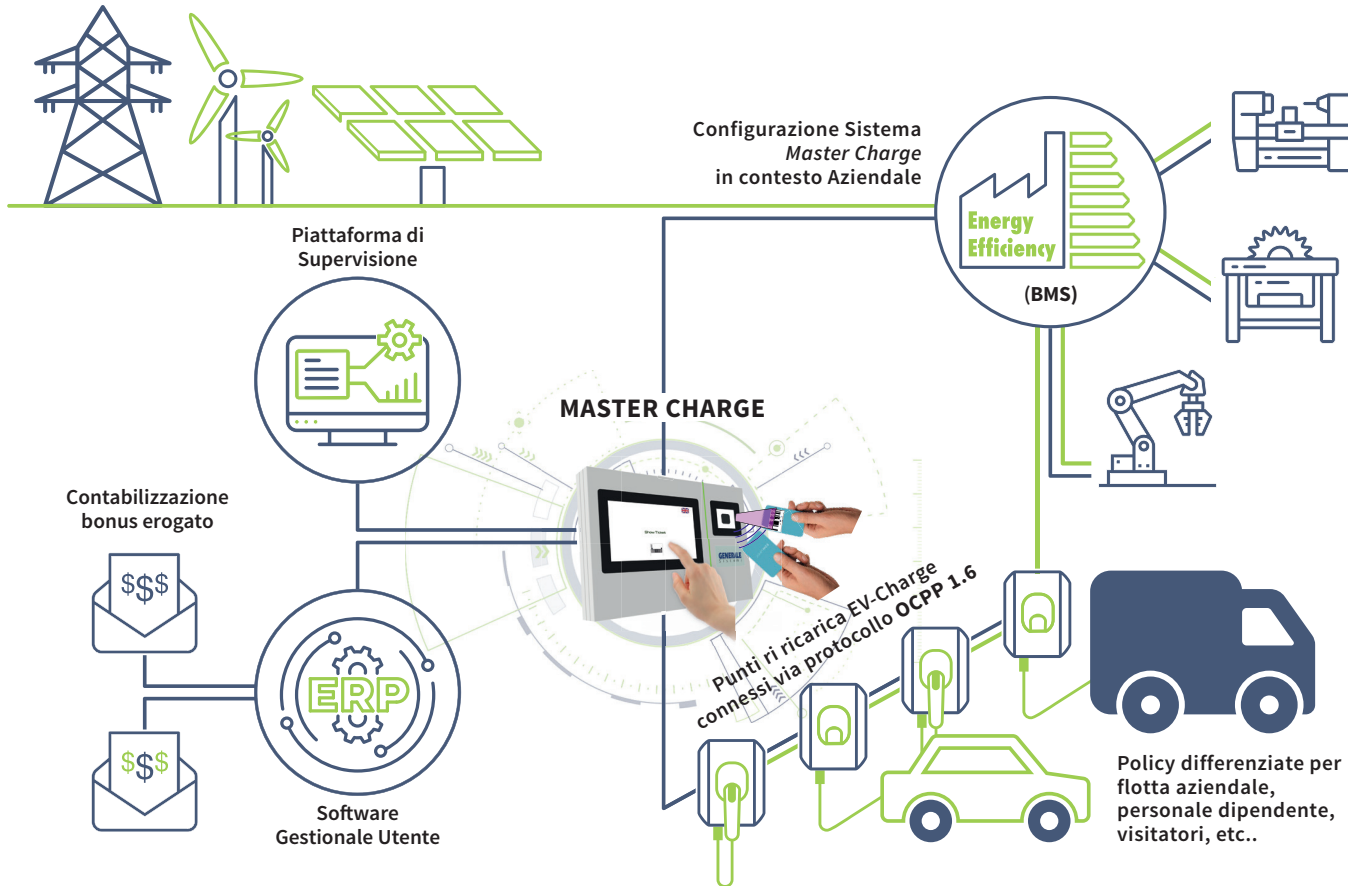 Configurazione Sistema
Master Charge
in contesto Aziendale
Energy
Efficiency
(BMS)
Piattaforma di
Supervisione
MASTER CHARGE
Contabilizzazione
bonus erogato
$$$
$$$
ERP
Software
Gestionale Utente
Punti ri ricarica EV-Charge
connessi via protocollo OCPP 1.6
Policy differenziate per
flotta aziendale,
personale dipendente,
visitatori, etc..